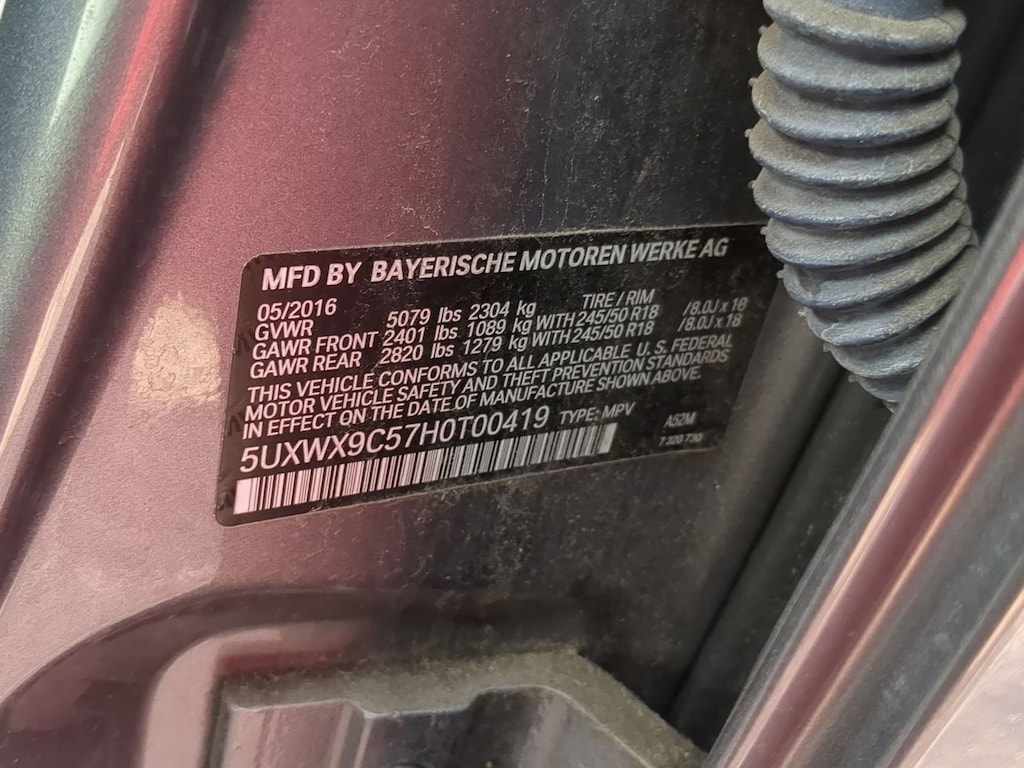 MFD BY BAYERISCHE MOTOREN WERKE AG
05/2016 TIRE / RIM
GVWR 5079 lbs 2304 kg
GAWR FRONT 2401 lbs 1089 kg WITH 245/50 R18 /8.0J x 18
GAWR REAR 2820 lbs 1279 kg WITH 245/50 R18 /8.0J x 18
THIS VEHICLE CONFORMS TO ALL APPLICABLE U.S. FEDERAL
MOTOR VEHICLE SAFETY AND THEFT PREVENTION STANDARDS
IN EFFECT ON THE DATE OF MANUFACTURE SHOWN ABOVE.
5UXWX9C57H0T00419 TYPE: MPV A52M
7 320 730